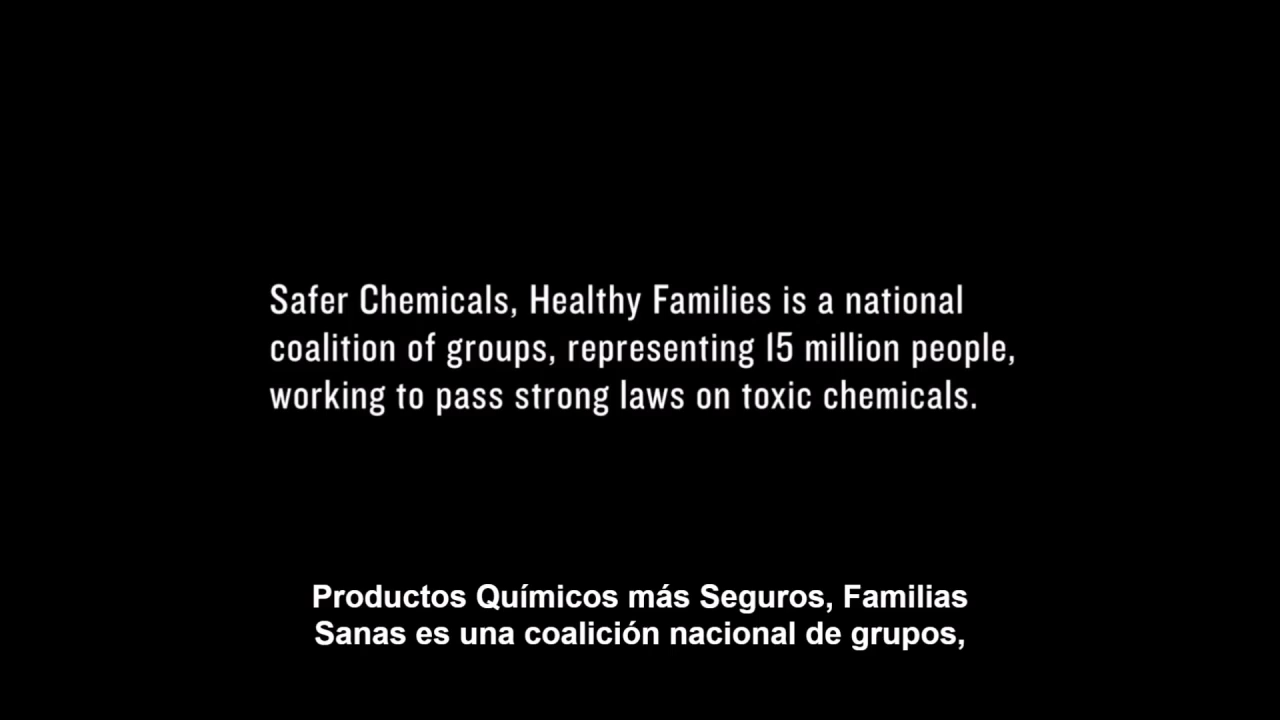 Safer Chemicals, Healthy Families is a national
coalition of groups, representing 15 million people,
working to pass strong laws on toxic chemicals.
Productos Químicos más Seguros, Familias
Sanas es una coalición nacional de grupos,